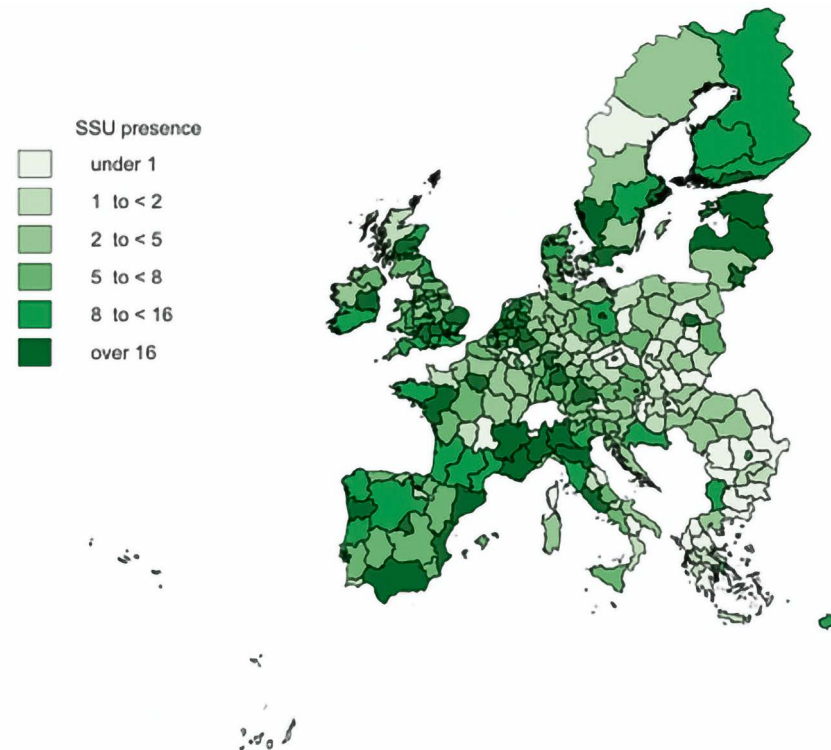 SSU presence
under 1
1 to < 2
2 to < 5
5 to < 8
8 to < 16
over 16